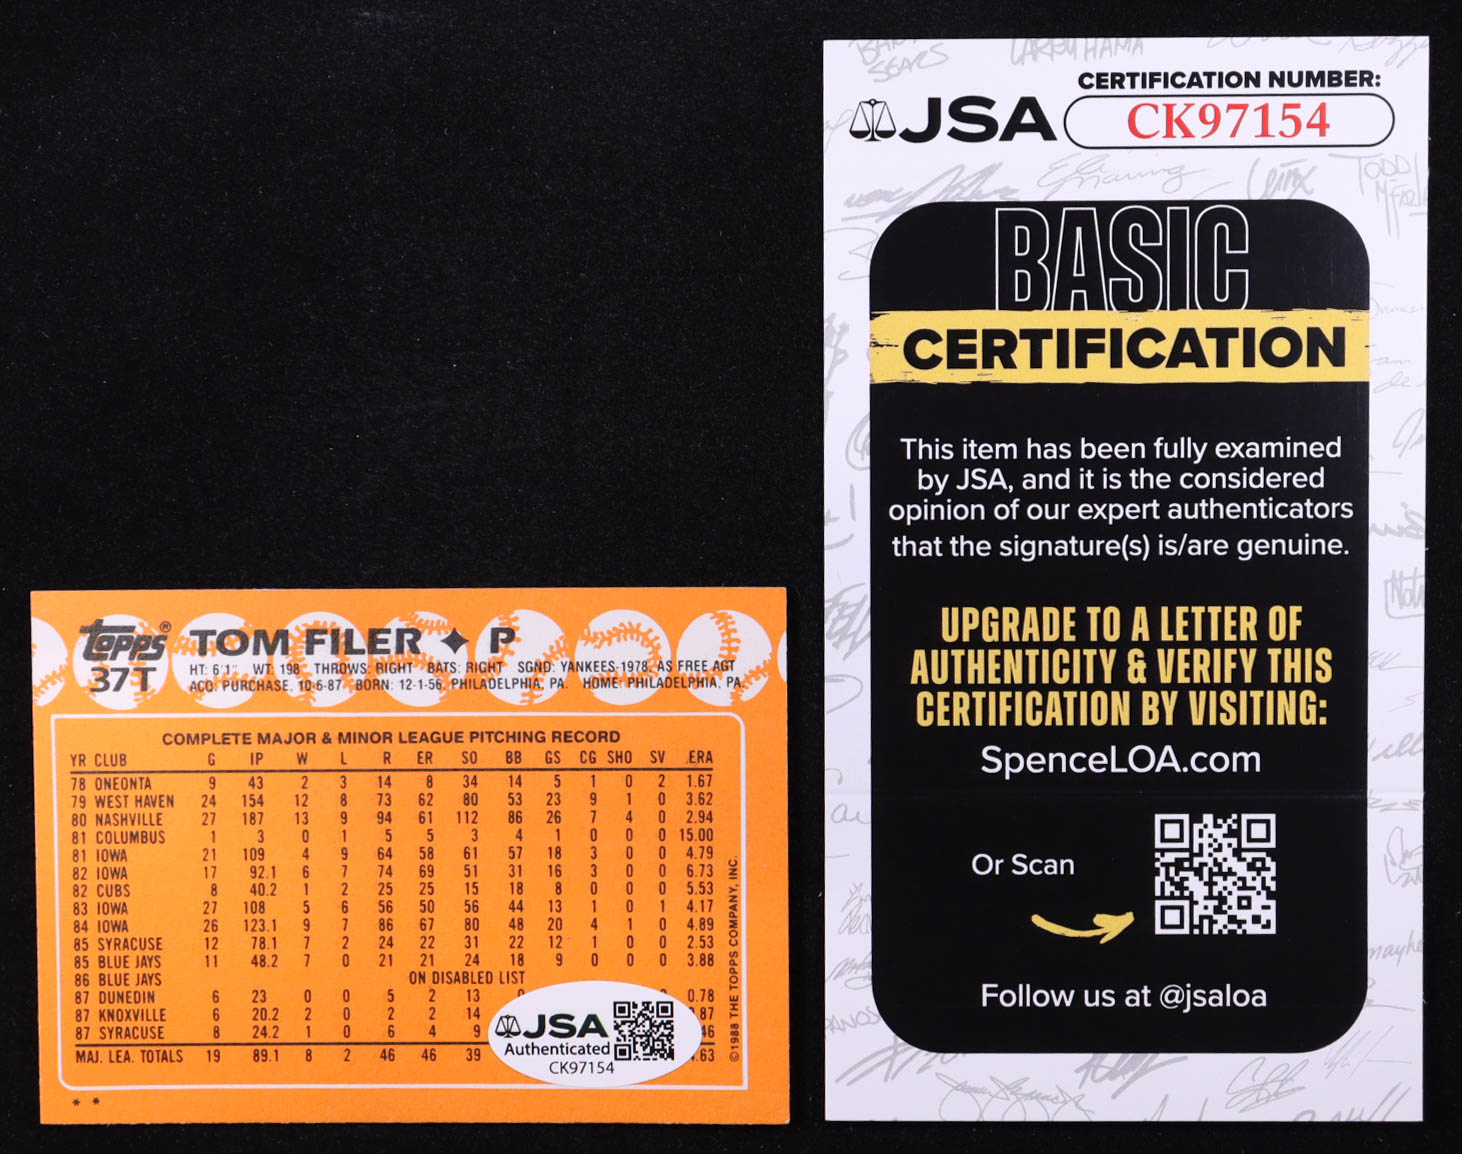 topps®
37T
TOM FILER ✦ P
HT: 6'1" WT: 198 THROWS: RIGHT BATS: RIGHT SGND: YANKEES-1978, AS FREE AGT
ACQ: PURCHASE, 10-6-87 BORN: 12-1-56, PHILADELPHIA, PA. HOME: PHILADELPHIA, PA.
COMPLETE MAJOR & MINOR LEAGUE PITCHING RECORD
YR CLUB G IP W L R ER SO BB GS CG SHO SV ERA
78 ONEONTA 9 43 2 3 14 8 34 14 5 1 0 2 1.67
79 WEST HAVEN 24 154 12 8 73 62 80 53 23 9 1 0 3.62
80 NASHVILLE 27 187 13 9 94 61 112 86 26 7 4 0 2.94
81 COLUMBUS 1 3 0 1 5 5 3 4 1 0 0 0 15.00
81 IOWA 21 109 4 9 64 58 61 57 18 3 0 0 4.79
82 IOWA 17 92.1 6 7 74 69 51 31 16 3 0 0 6.73
82 CUBS 8 40.2 1 2 25 25 15 18 8 0 0 0 5.53
83 IOWA 27 108 5 6 56 50 56 44 13 1 0 1 4.17
84 IOWA 26 123.1 9 7 86 67 80 48 20 4 1 0 4.89
85 SYRACUSE 12 78.1 7 2 24 22 31 22 12 1 0 0 2.53
85 BLUE JAYS 11 48.2 7 0 21 21 24 18 9 0 0 0 3.88
86 BLUE JAYS ON DISABLED LIST
87 DUNEDIN 6 23 0 0 5 2 13 0.78
87 KNOXVILLE 6 20.2 2 0 2 2 14 .87
87 SYRACUSE 8 24.2 1 0 6 4 9 46
MAJ. LEA. TOTALS 19 89.1 8 2 46 46 39 .63
© 1988 THE TOPPS COMPANY, INC.
* *
JSA
Authenticated
CK97154
JSA
CERTIFICATION NUMBER:
CK97154
BASIC
CERTIFICATION
This item has been fully examined
by JSA, and it is the considered
opinion of our expert authenticators
that the signature(s) is/are genuine.
UPGRADE TO A LETTER OF
AUTHENTICITY & VERIFY THIS
CERTIFICATION BY VISITING:
SpenceLOA.com
Or Scan
Follow us at @jsaloa